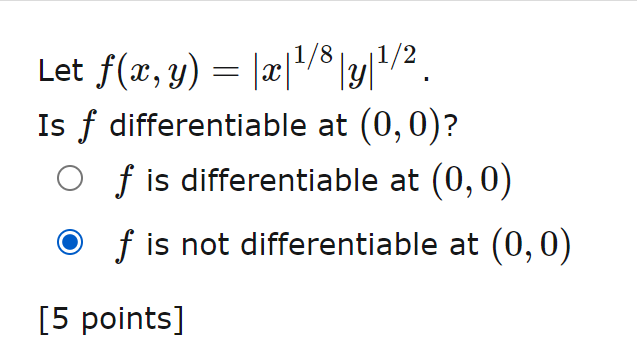 Let f(x, y) = |x|^{1/8}|y|^{1/2}.
Is f differentiable at (0, 0)?
f is differentiable at (0, 0)
f is not differentiable at (0, 0)
[5 points]